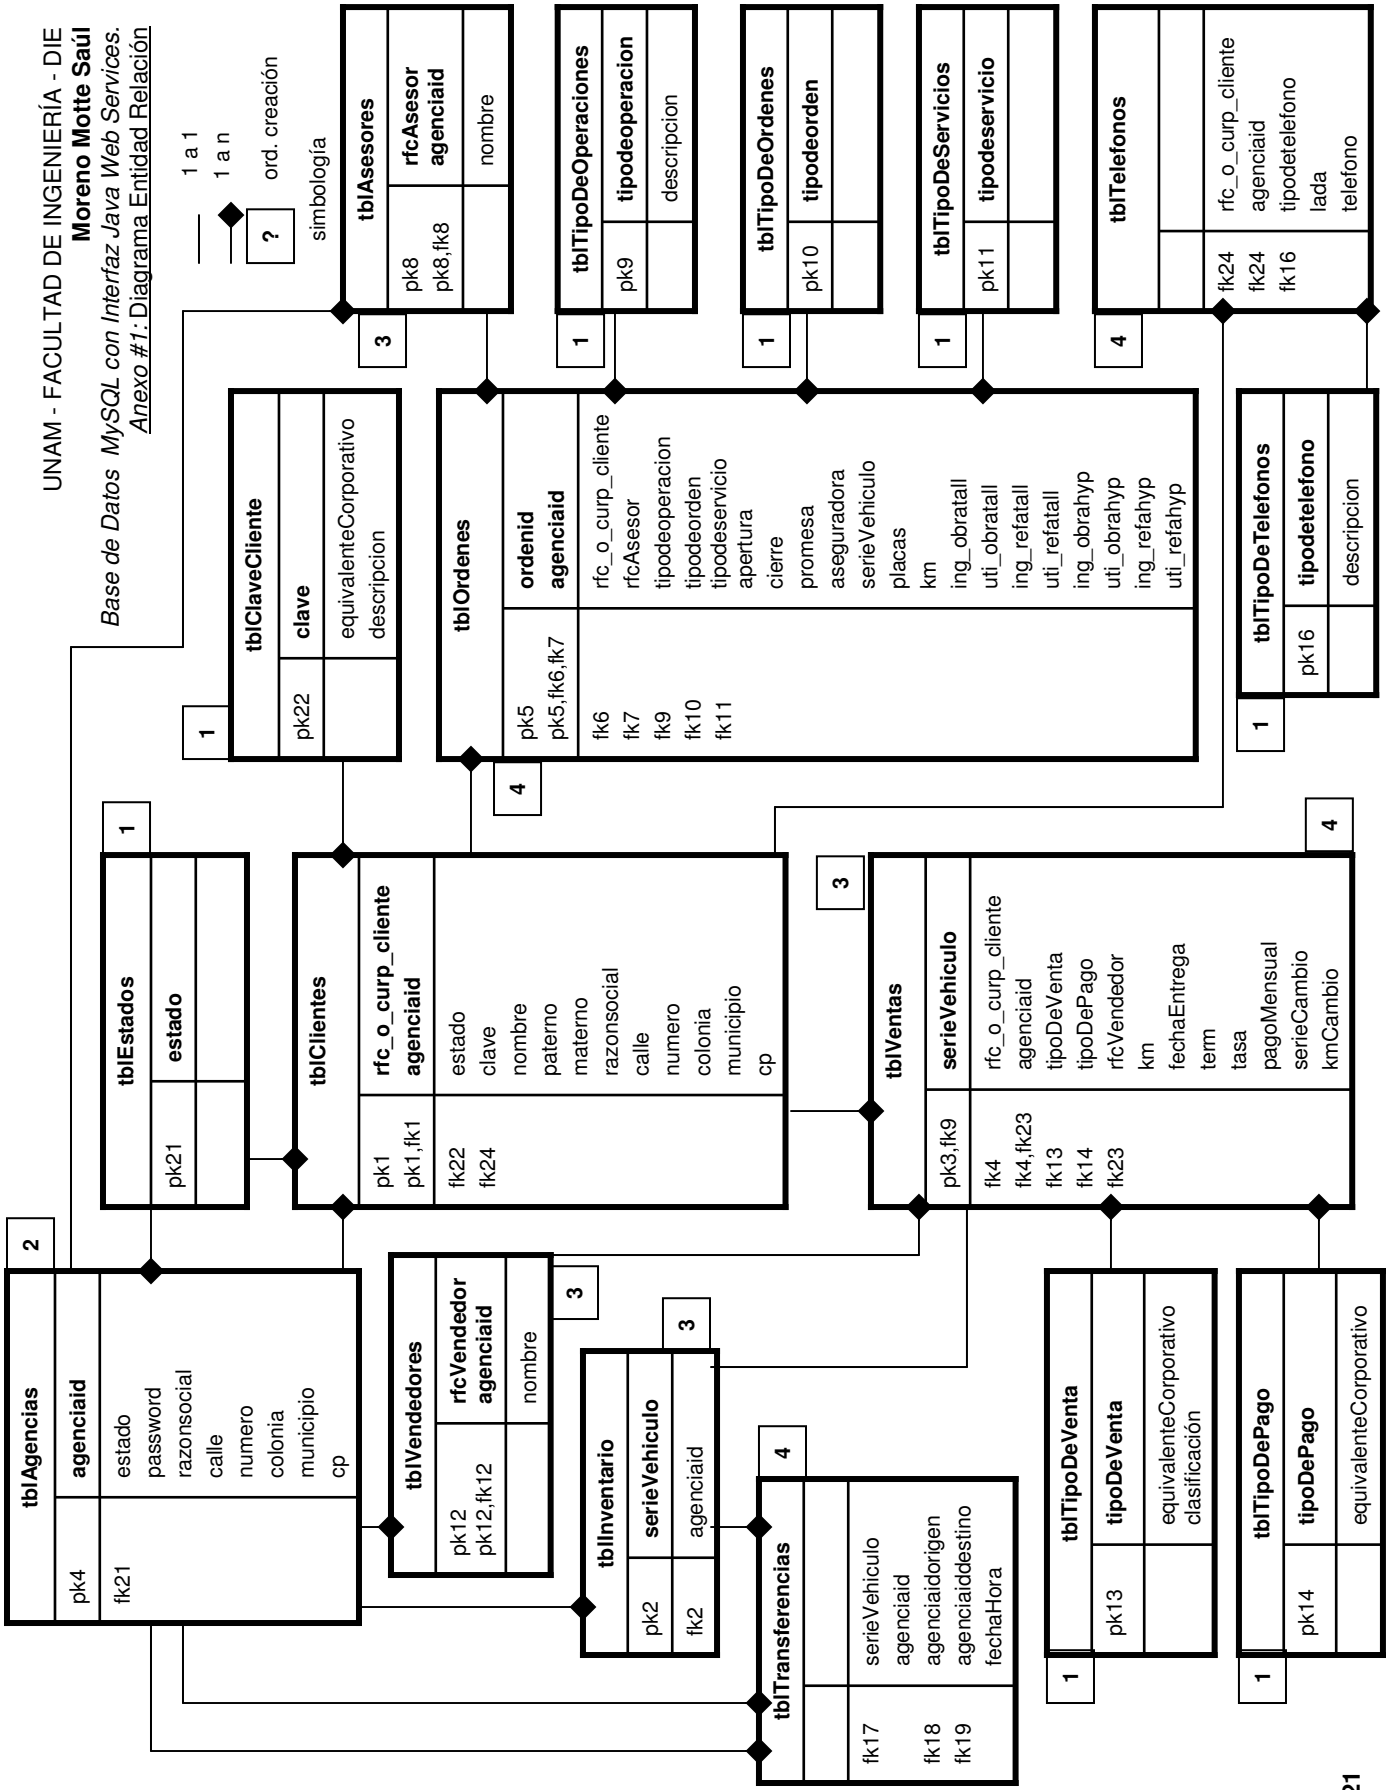 UNAM - FACULTAD DE INGENIERÍA - DIE
Moreno Motte Saúl
Base de Datos MySQL con Interfaz Java Web Services.
Anexo #1: Diagrama Entidad Relación
1 a 1
1 a n
? ord. creación
simbología
2
tblAgencias
pk4 agenciaid
fk21 estado
password
razonsocial
calle
numero
colonia
municipio
cp
1
tblEstados
pk21 estado
1
tblClaveCliente
pk22 clave
equivalenteCorporativo
descripcion
3
tblAsesores
pk8 rfcAsesor
pk8,fk8 agenciaid
nombre
tblClientes
pk1 rfc_o_curp_cliente
pk1,fk1 agenciaid
fk22 estado
fk24 clave
nombre
paterno
materno
razonsocial
calle
numero
colonia
municipio
cp
3
tblVendedores
pk12 rfcVendedor
pk12,fk12 agenciaid
nombre
3
tblInventario
pk2 serieVehiculo
fk2 agenciaid
3
4
tblOrdenes
pk5 ordenid
pk5,fk6,fk7 agenciaid
fk6 rfc_o_curp_cliente
fk7 rfcAsesor
fk9 tipodeoperacion
fk10 tipodeorden
fk11 tipodeservicio
apertura
cierre
promesa
aseguradora
serieVehiculo
placas
km
ing_obratall
uti_obratall
ing_refatall
uti_refatall
ing_obrahyp
uti_obrahyp
ing_refahyp
uti_refahyp
4
1
tblTipoDeOperaciones
pk9 tipodeoperacion
descripcion
1
tblTipoDeOrdenes
pk10 tipodeorden
1
tblTipoDeServicios
pk11 tipodeservicio
4
tblTransferencias
fk17 serieVehiculo
agenciaid
fk18 agenciaidorigen
fk19 agenciaiddestino
fechaHora
tblVentas
pk3,fk9 serieVehiculo
fk4 rfc_o_curp_cliente
fk4,fk23 agenciaid
fk13 tipoDeVenta
fk14 tipoDePago
fk23 rfcVendedor
km
fechaEntrega
term
tasa
pagoMensual
serieCambio
kmCambio
4
tblTelefonos
fk24 rfc_o_curp_cliente
fk24 agenciaid
fk16 tipodetelefono
lada
telefono
1
tblTipoDeVenta
pk13 tipoDeVenta
equivalenteCorporativo
clasificación
1
tblTipoDePago
pk14 tipoDePago
equivalenteCorporativo
1
tblTipoDeTelefonos
pk16 tipodetelefono
descripcion
21